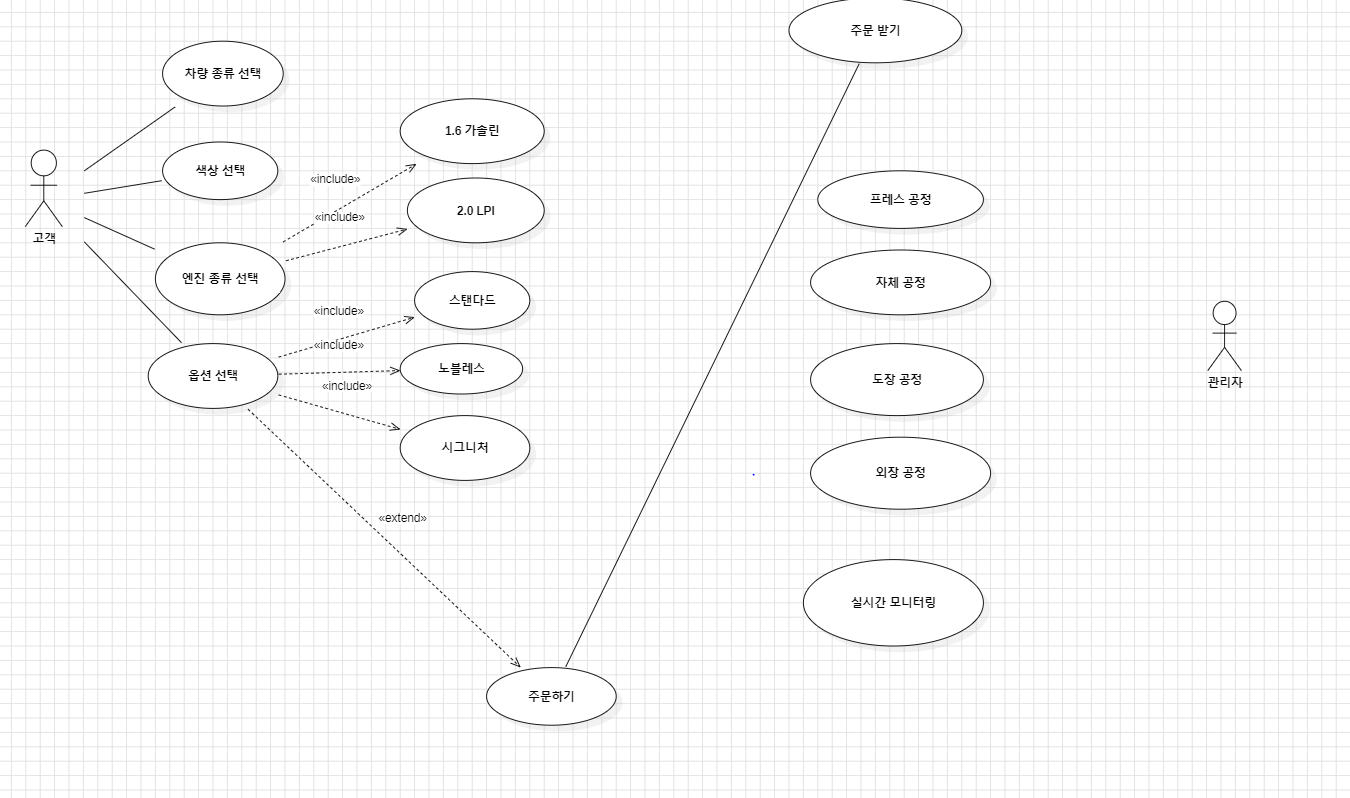 주문 받기
차량 종류 선택
1.6 가솔린
색상 선택
«include»
«include»
2.0 LPI
프레스 공정
고객
엔진 종류 선택
자체 공정
스탠다드
«include»
«include»
노블레스
옵션 선택
«include»
도장 공정
관리자
시그니처
외장 공정
«extend»
실시간 모니터링
주문하기